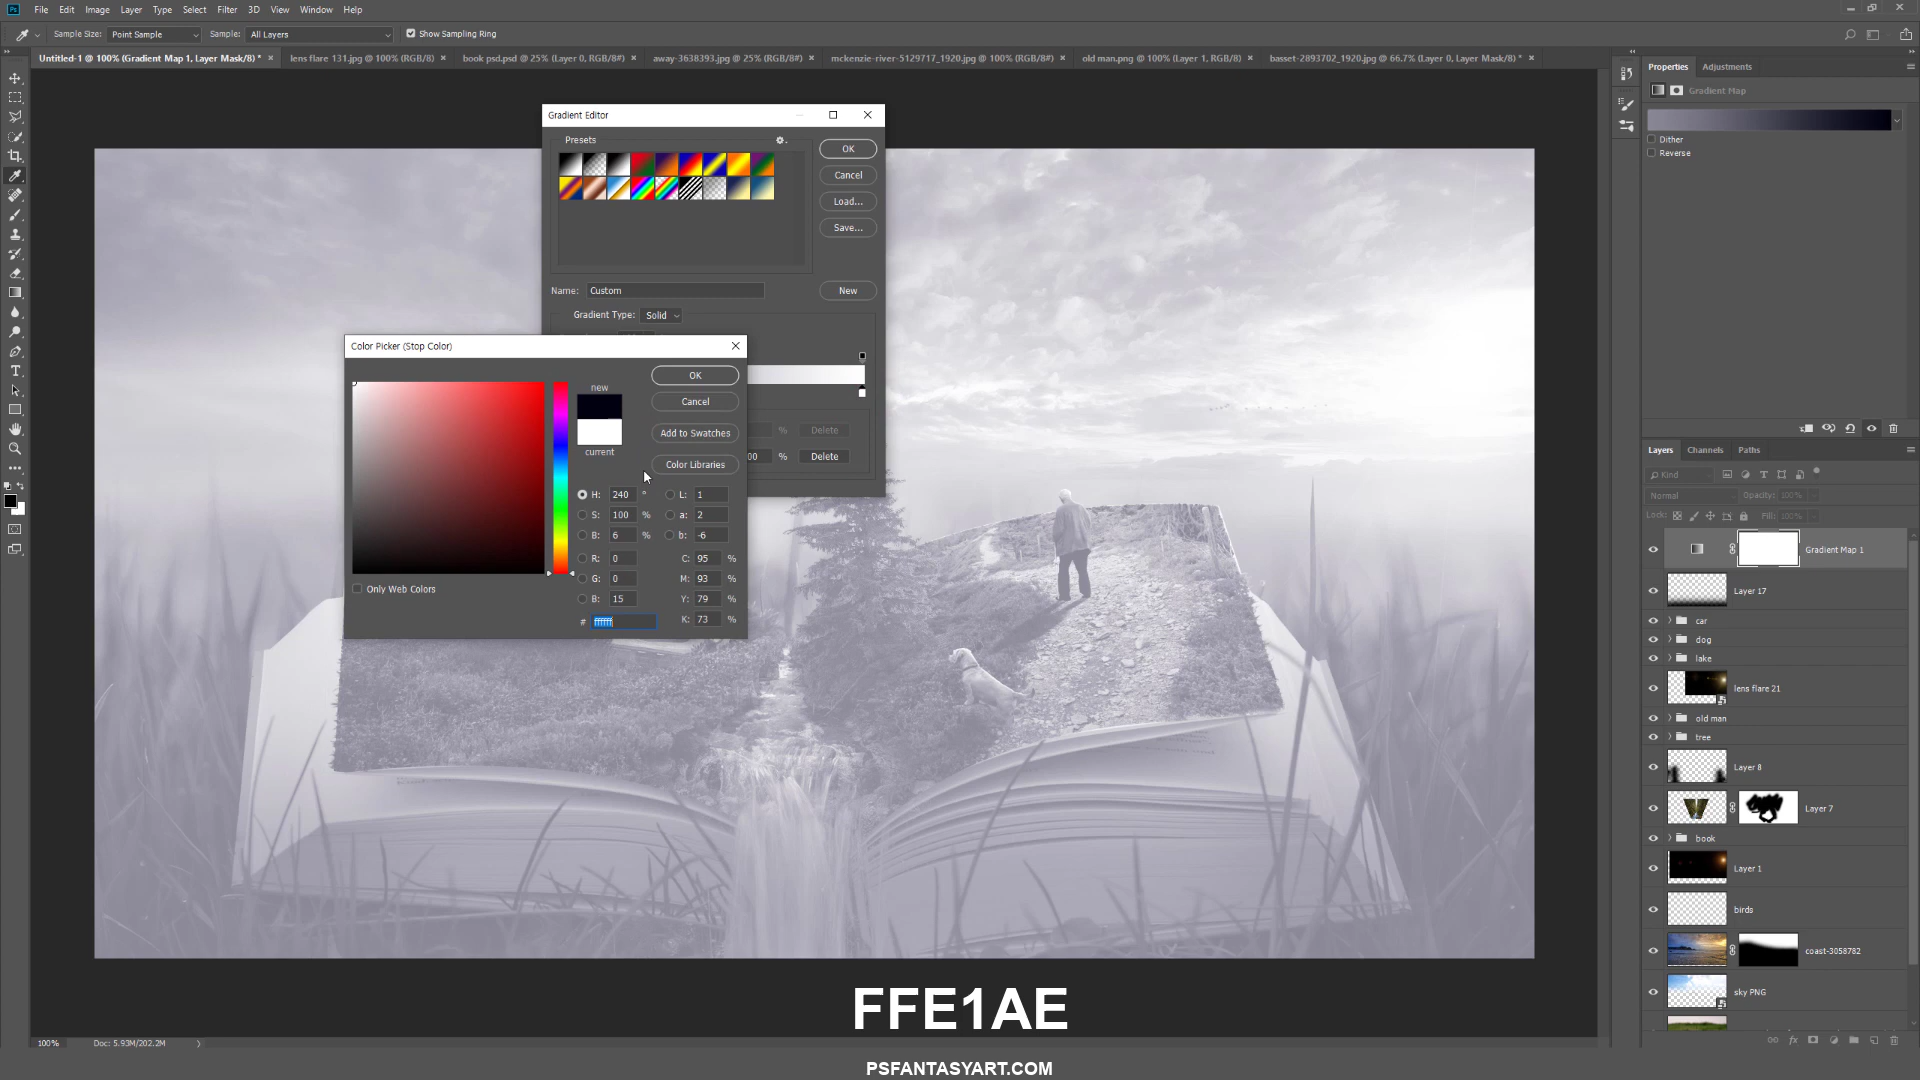 Ps File Edit Image Layer Type Select Filter 3D View Window Help
Sample Size: Point Sample Sample: All Layers Show Sampling Ring
Untitled-1 @ 100% (Gradient Map 1, Layer Mask/8) * × lens flare 131.jpg @ 100% (RGB/8) × book psd.psd @ 25% (Layer 0, RGB/8#) × away-3638393.jpg @ 25% (RGB/8#) × mckenzie-river-5129717_1920.jpg @ 100% (RGB/8#) × old man.png @ 100% (Layer 1, RGB/8) × basset-2893702_1920.jpg @ 66.7% (Layer 0, Layer Mask/8) * ×
Gradient Editor
Presets
OK
Cancel
Load...
Save...
Name: Custom
New
Gradient Type: Solid
% Delete
00 % Delete
Color Picker (Stop Color)
new
current
OK
Cancel
Add to Swatches
Color Libraries
H: 240 ° L: 1
S: 100 % a: 2
B: 6 % b: -6
R: 0 C: 95 %
G: 0 M: 93 %
B: 15 Y: 79 %
# ffffff K: 73 %
Only Web Colors
Properties Adjustments
Gradient Map
Dither
Reverse
Layers Channels Paths
Kind
Normal Opacity: 100%
Lock: Fill: 100%
Gradient Map 1
Layer 17
car
dog
lake
lens flare 21
old man
tree
Layer 8
Layer 7
book
Layer 1
birds
coast-3058782
sky PNG
FFE1AE
100% Doc: 5.93M/202.2M
PSFANTASYART.COM